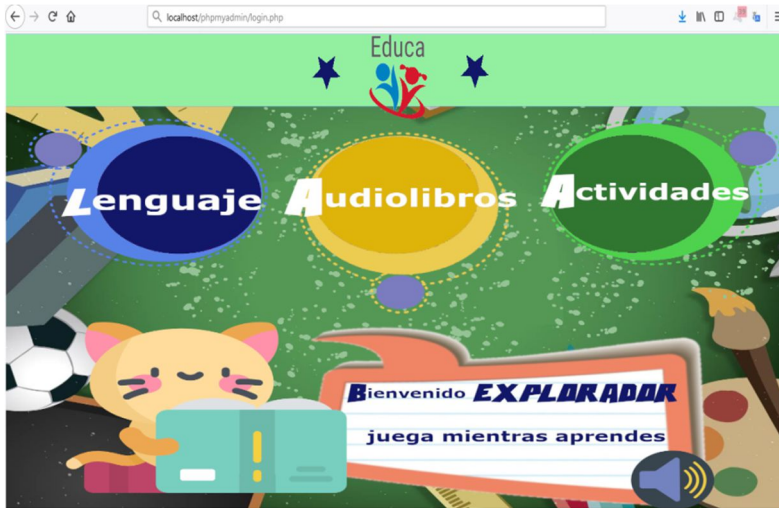 localhost/phpmyadmin/login.php
Educa
Lenguaje
Audiolibros
Actividades
Bienvenido EXPLORADOR
juega mientras aprendes